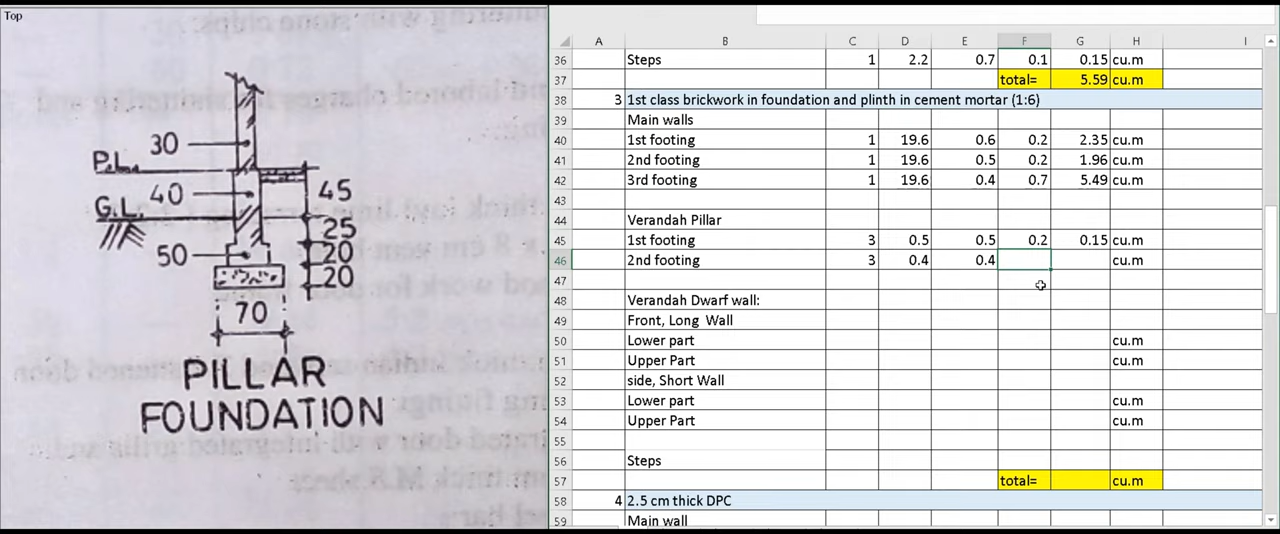 Top
30
P.L.
40
45
G.L.
25
50
20
20
70
PILLAR
FOUNDATION
A B C D E F G H I
36 Steps 1 2.2 0.7 0.1 0.15 cu.m
37 total= 5.59 cu.m
38 3 1st class brickwork in foundation and plinth in cement mortar (1:6)
39 Main walls
40 1st footing 1 19.6 0.6 0.2 2.35 cu.m
41 2nd footing 1 19.6 0.5 0.2 1.96 cu.m
42 3rd footing 1 19.6 0.4 0.7 5.49 cu.m
43
44 Verandah Pillar
45 1st footing 3 0.5 0.5 0.2 0.15 cu.m
46 2nd footing 3 0.4 0.4 cu.m
47
48 Verandah Dwarf wall:
49 Front, Long Wall
50 Lower part cu.m
51 Upper Part cu.m
52 side, Short Wall
53 Lower part cu.m
54 Upper Part cu.m
55
56 Steps
57 total= cu.m
58 4 2.5 cm thick DPC
59 Main wall